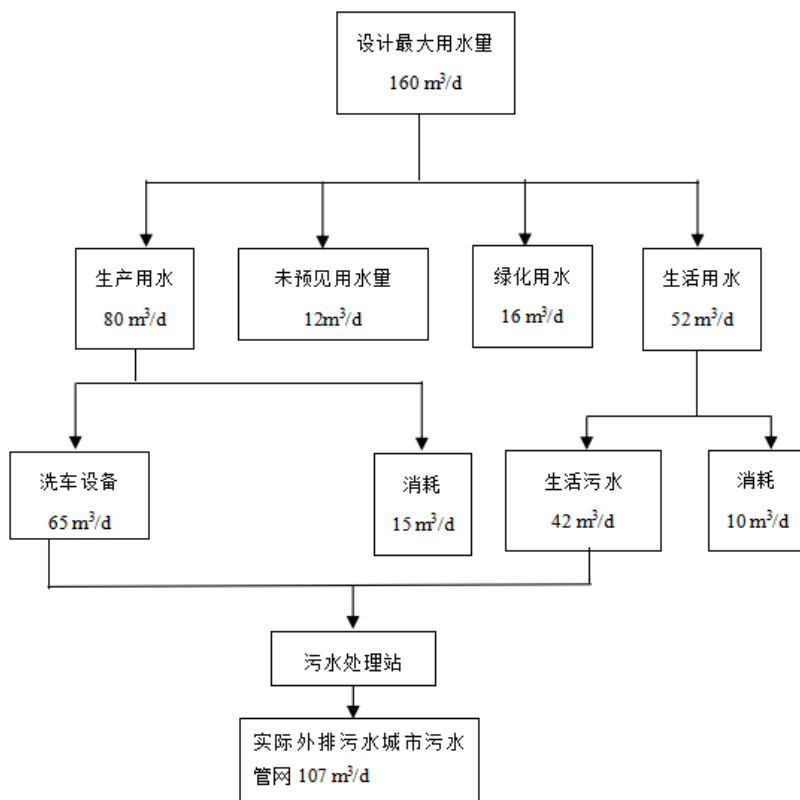 设计最大用水量
160 m³/d
生产用水
80 m³/d
未预见用水量
12m³/d
绿化用水
16 m³/d
生活用水
52 m³/d
洗车设备
65 m³/d
消耗
15 m³/d
生活污水
42 m³/d
消耗
10 m³/d
污水处理站
实际外排污水城市污水
管网 107 m³/d